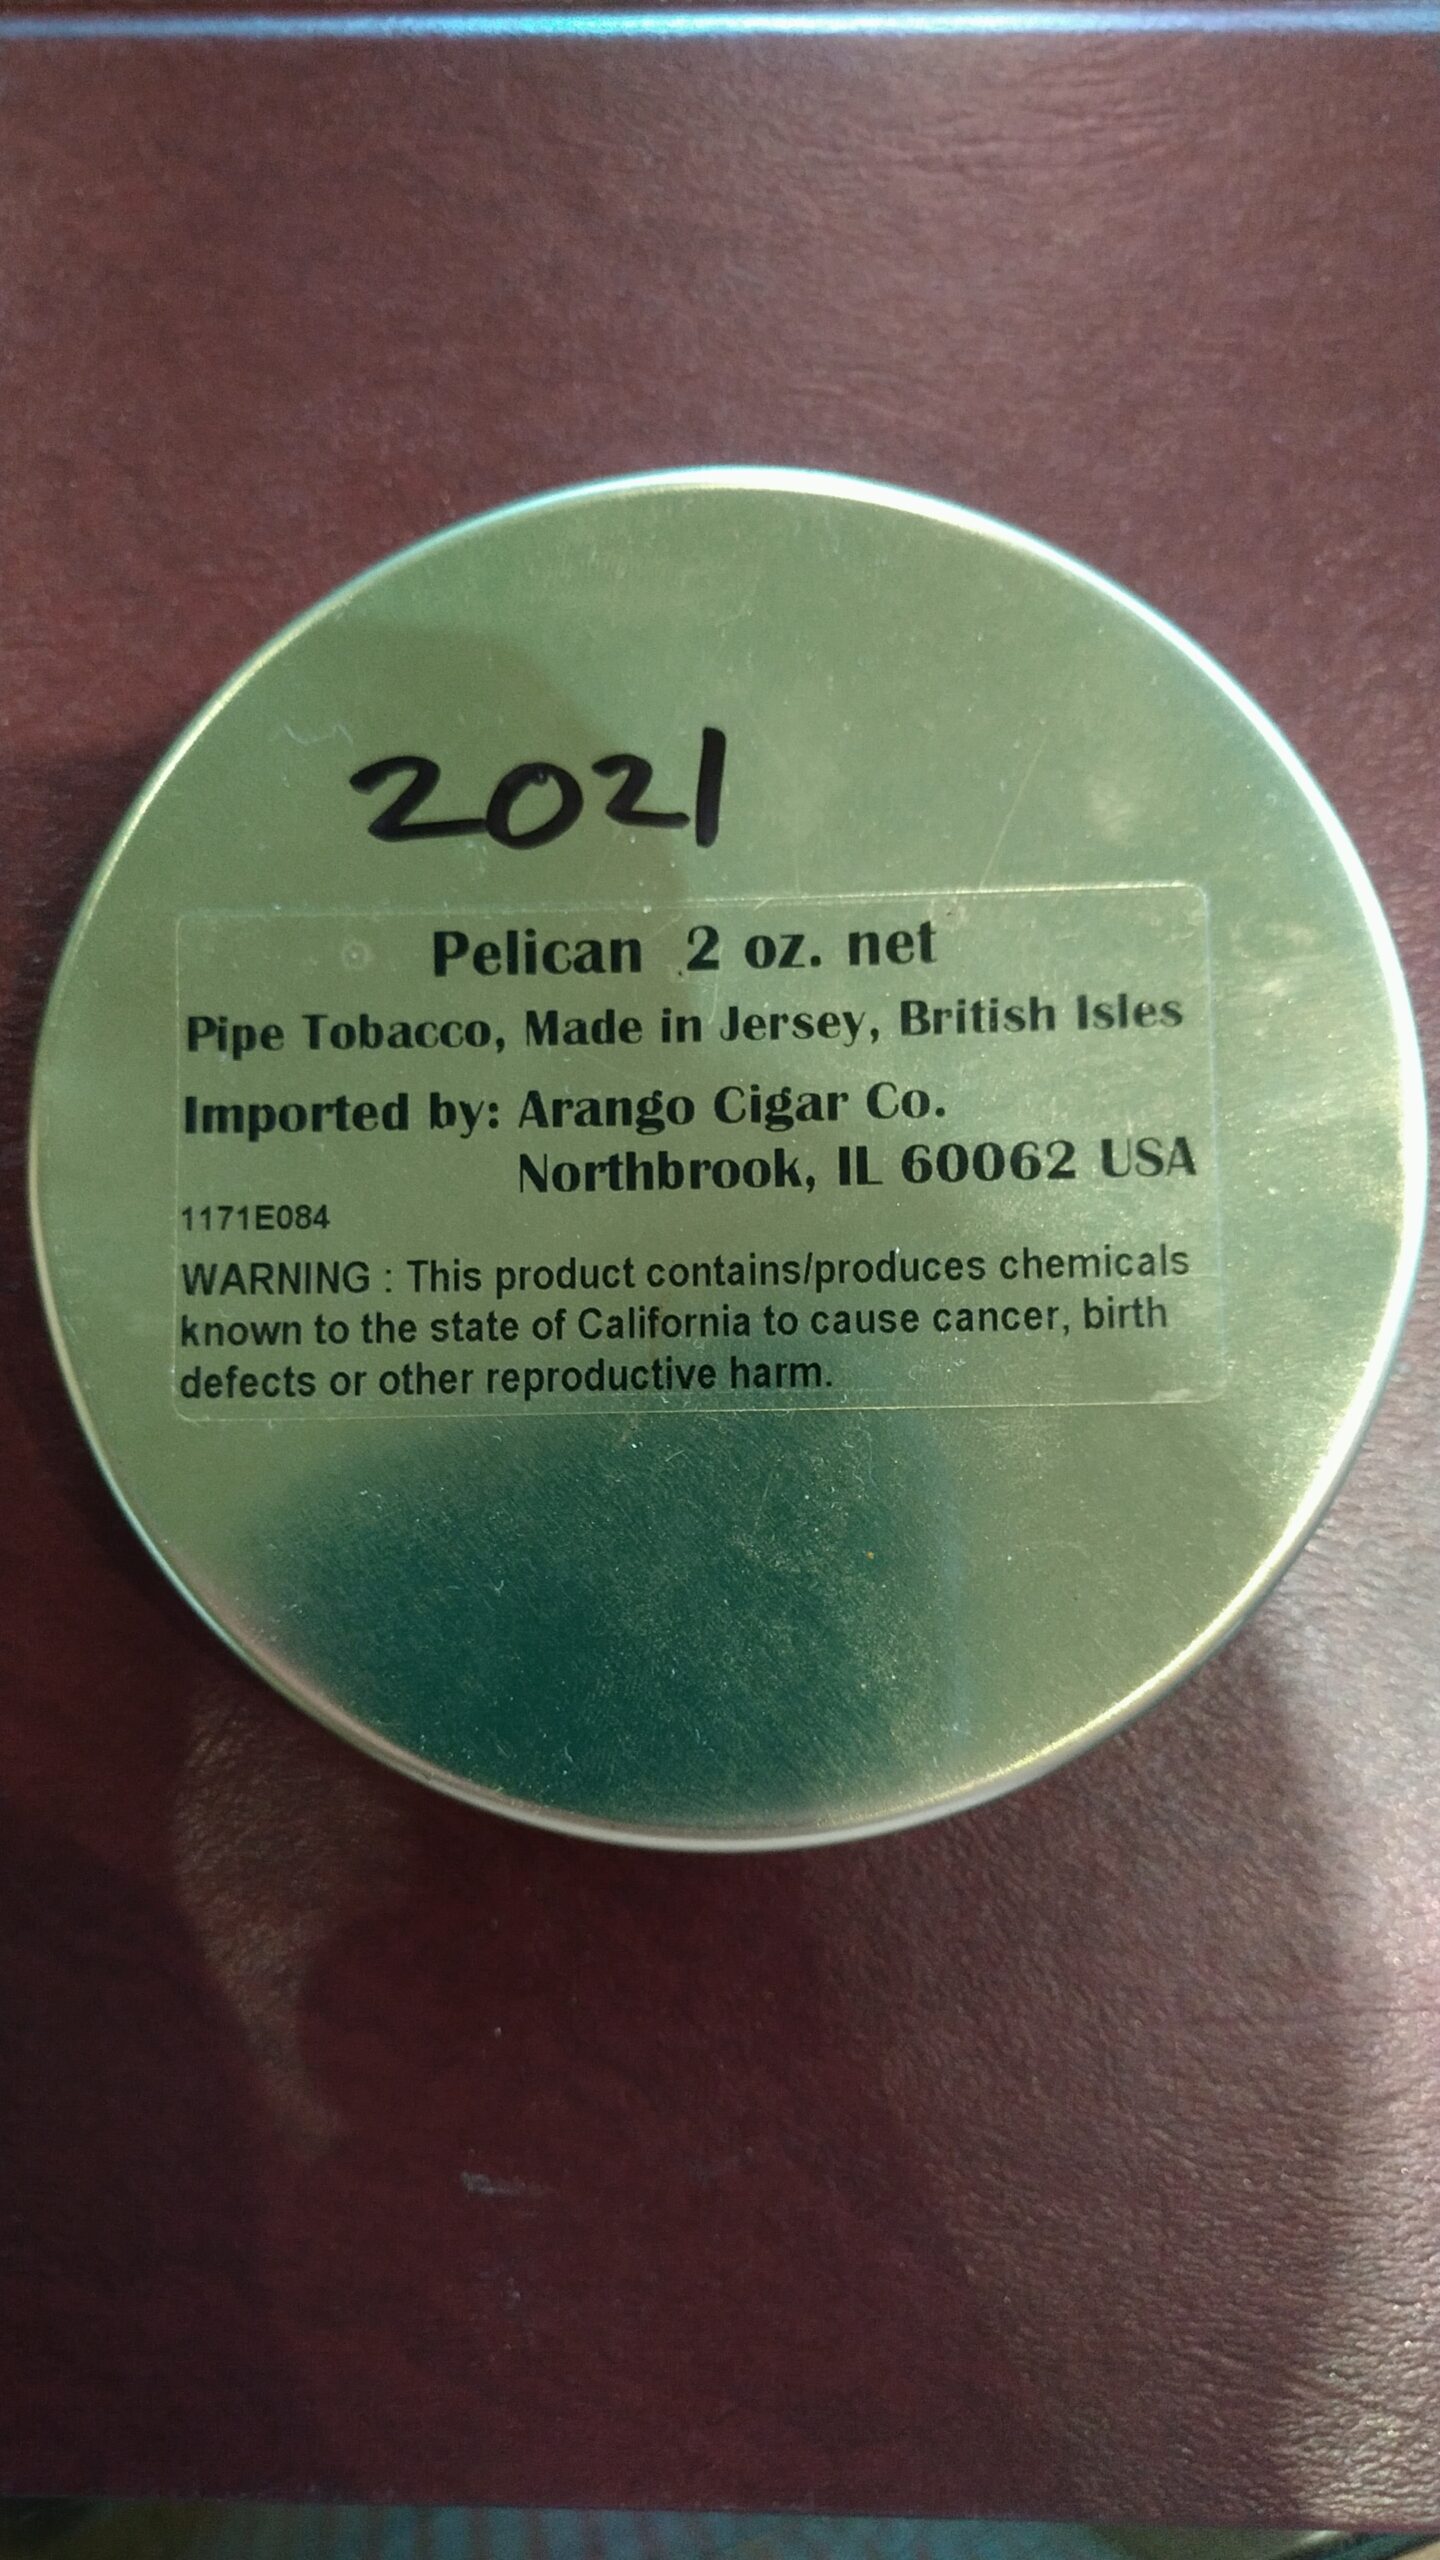 2021
Pelican 2 oz. net
Pipe Tobacco, Made in Jersey, British Isles
Imported by: Arango Cigar Co.
Northbrook, IL 60062 USA
1171E084
WARNING : This product contains/produces chemicals
known to the state of California to cause cancer, birth
defects or other reproductive harm.